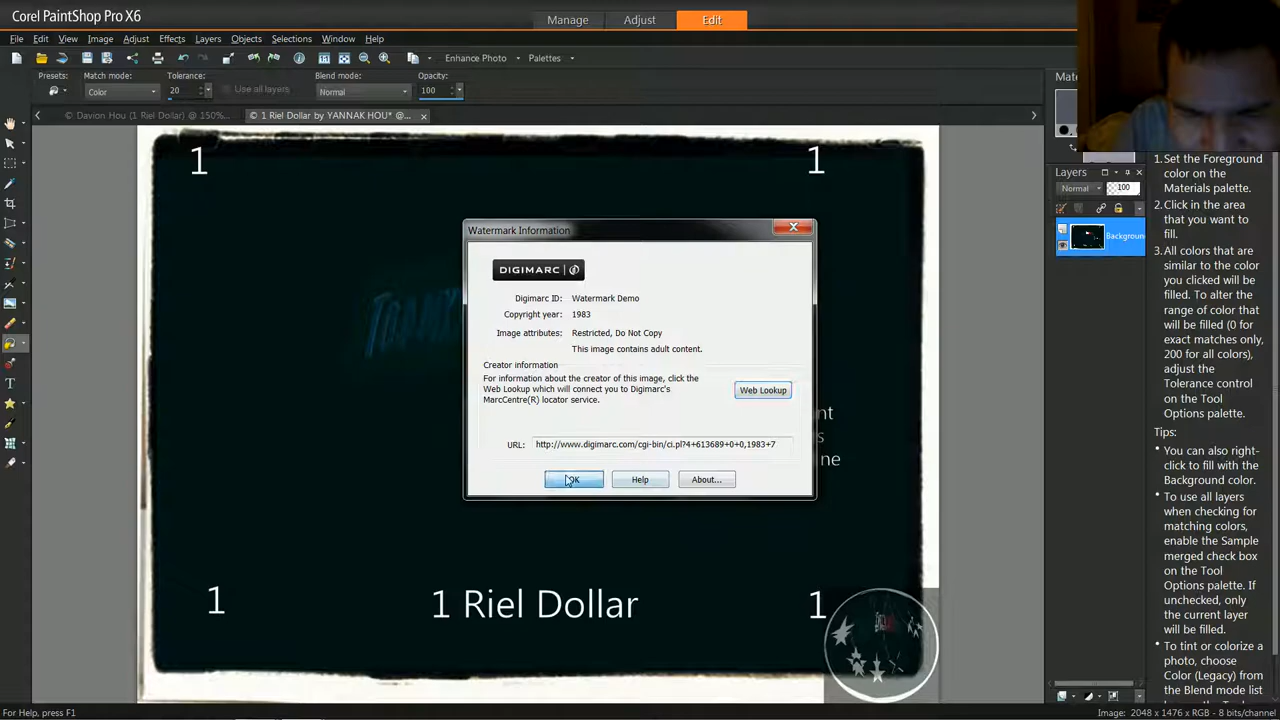 Corel PaintShop Pro X6
Manage
Adjust
Edit
File Edit View Image Adjust Effects Layers Objects Selections Window Help
Enhance Photo
Palettes
Presets:
Match mode:
Color
Tolerance:
20
Use all layers
Blend mode:
Normal
Opacity:
100
© Davion Hou (1 Riel Dollar) @ 150%...
© 1 Riel Dollar by YANNAK HOU* @...
1
1
Watermark Information
DIGIMARC
Digimarc ID: Watermark Demo
Copyright year: 1983
Image attributes: Restricted, Do Not Copy
This image contains adult content.
Creator information
For information about the creator of this image, click the
Web Lookup which will connect you to Digimarc's
MarcCentre(R) locator service.
Web Lookup
URL: http://www.digimarc.com/cgi-bin/ci.pl?4+613689+0+0,1983+7
OK
Help
About...
1
1 Riel Dollar
1
Mate
Layers
Normal
100
Backgroun
1. Set the Foreground
color on the
Materials palette.
2. Click in the area
that you want to
fill.
3. All colors that are
similar to the color
you clicked will be
filled. To alter the
range of color that
will be filled (0 for
exact matches only,
200 for all colors),
adjust the
Tolerance control
on the Tool
Options palette.
Tips:
• You can also right-
click to fill with the
Background color.
• To use all layers
when checking for
matching colors,
enable the Sample
merged check box
on the Tool
Options palette. If
unchecked, only
the current layer
will be filled.
• To tint or colorize a
photo, choose
Color (Legacy) from
the Blend mode list
For Help, press F1
Image: 2048 x 1476 x RGB - 8 bits/channel